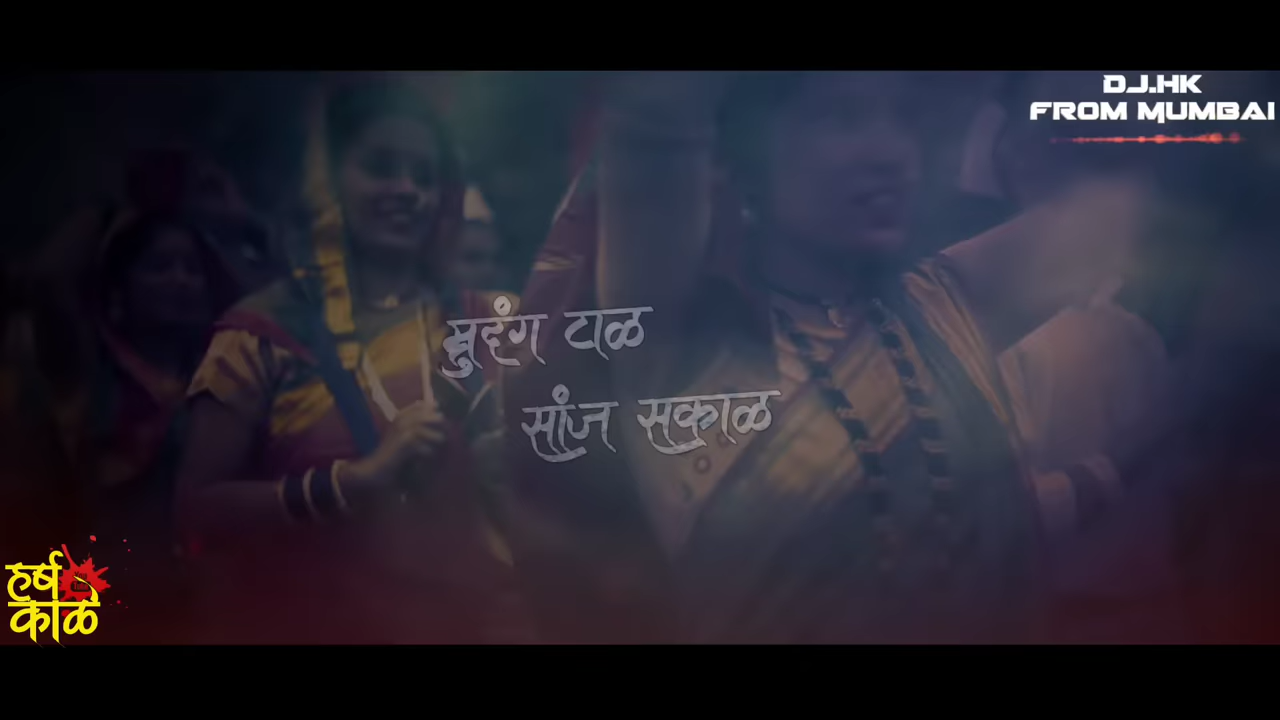 DJ.HK
FROM MUMBAI
मृदंग टाळ
सांज सकाळ
हर्ष
काळे